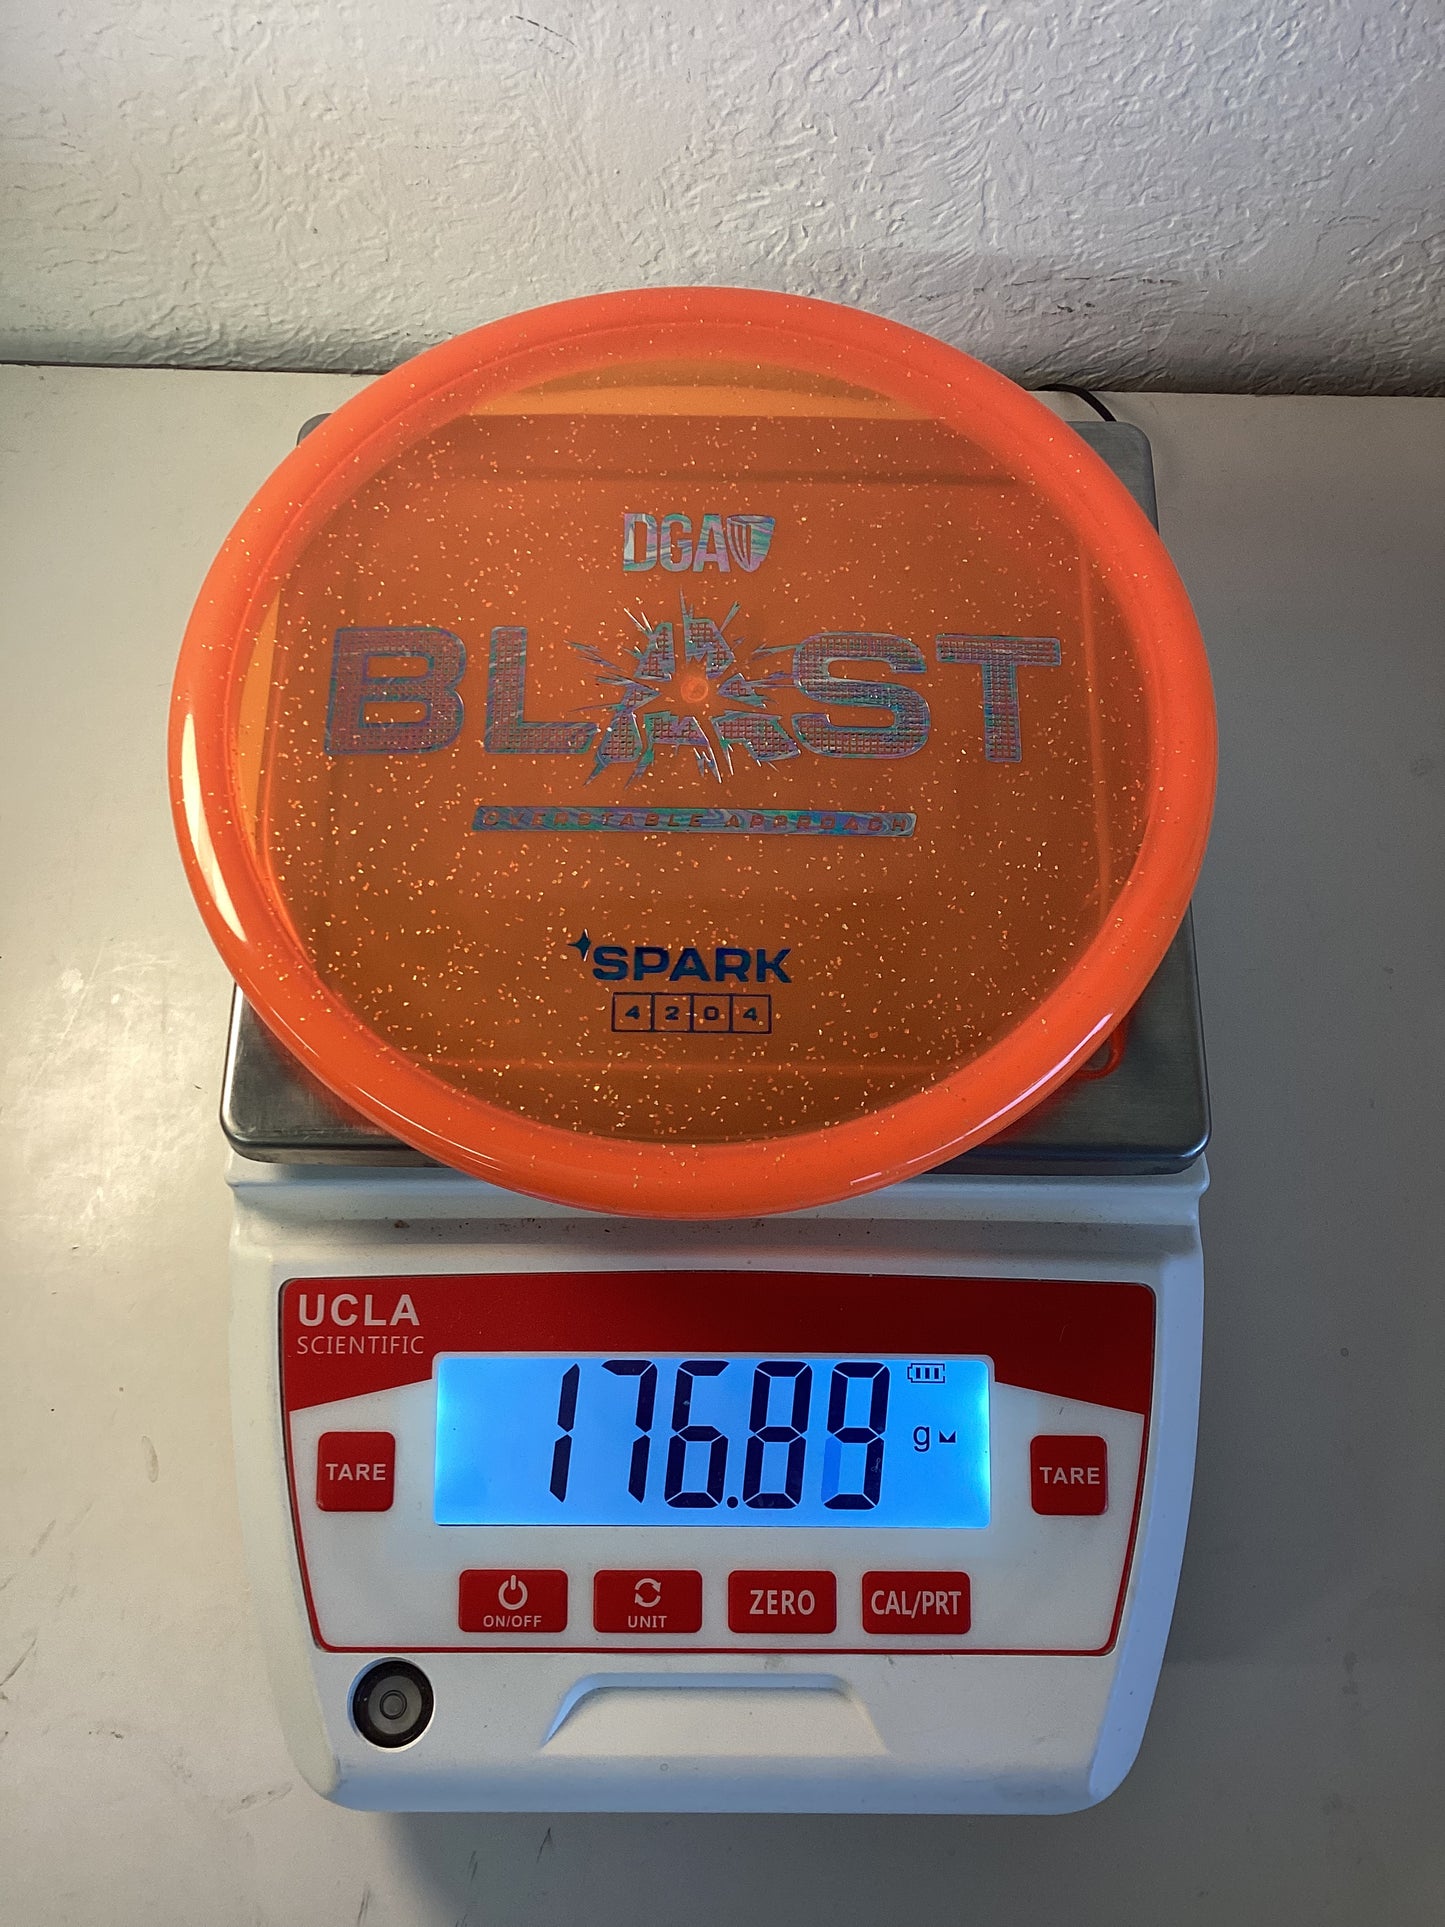 DGA
BLAST
OVERSTABLE APPROACH
SPARK
4 2 0 4
UCLA
SCIENTIFIC
176.89 g
TARE
TARE
ON/OFF
UNIT
ZERO
CAL/PRT